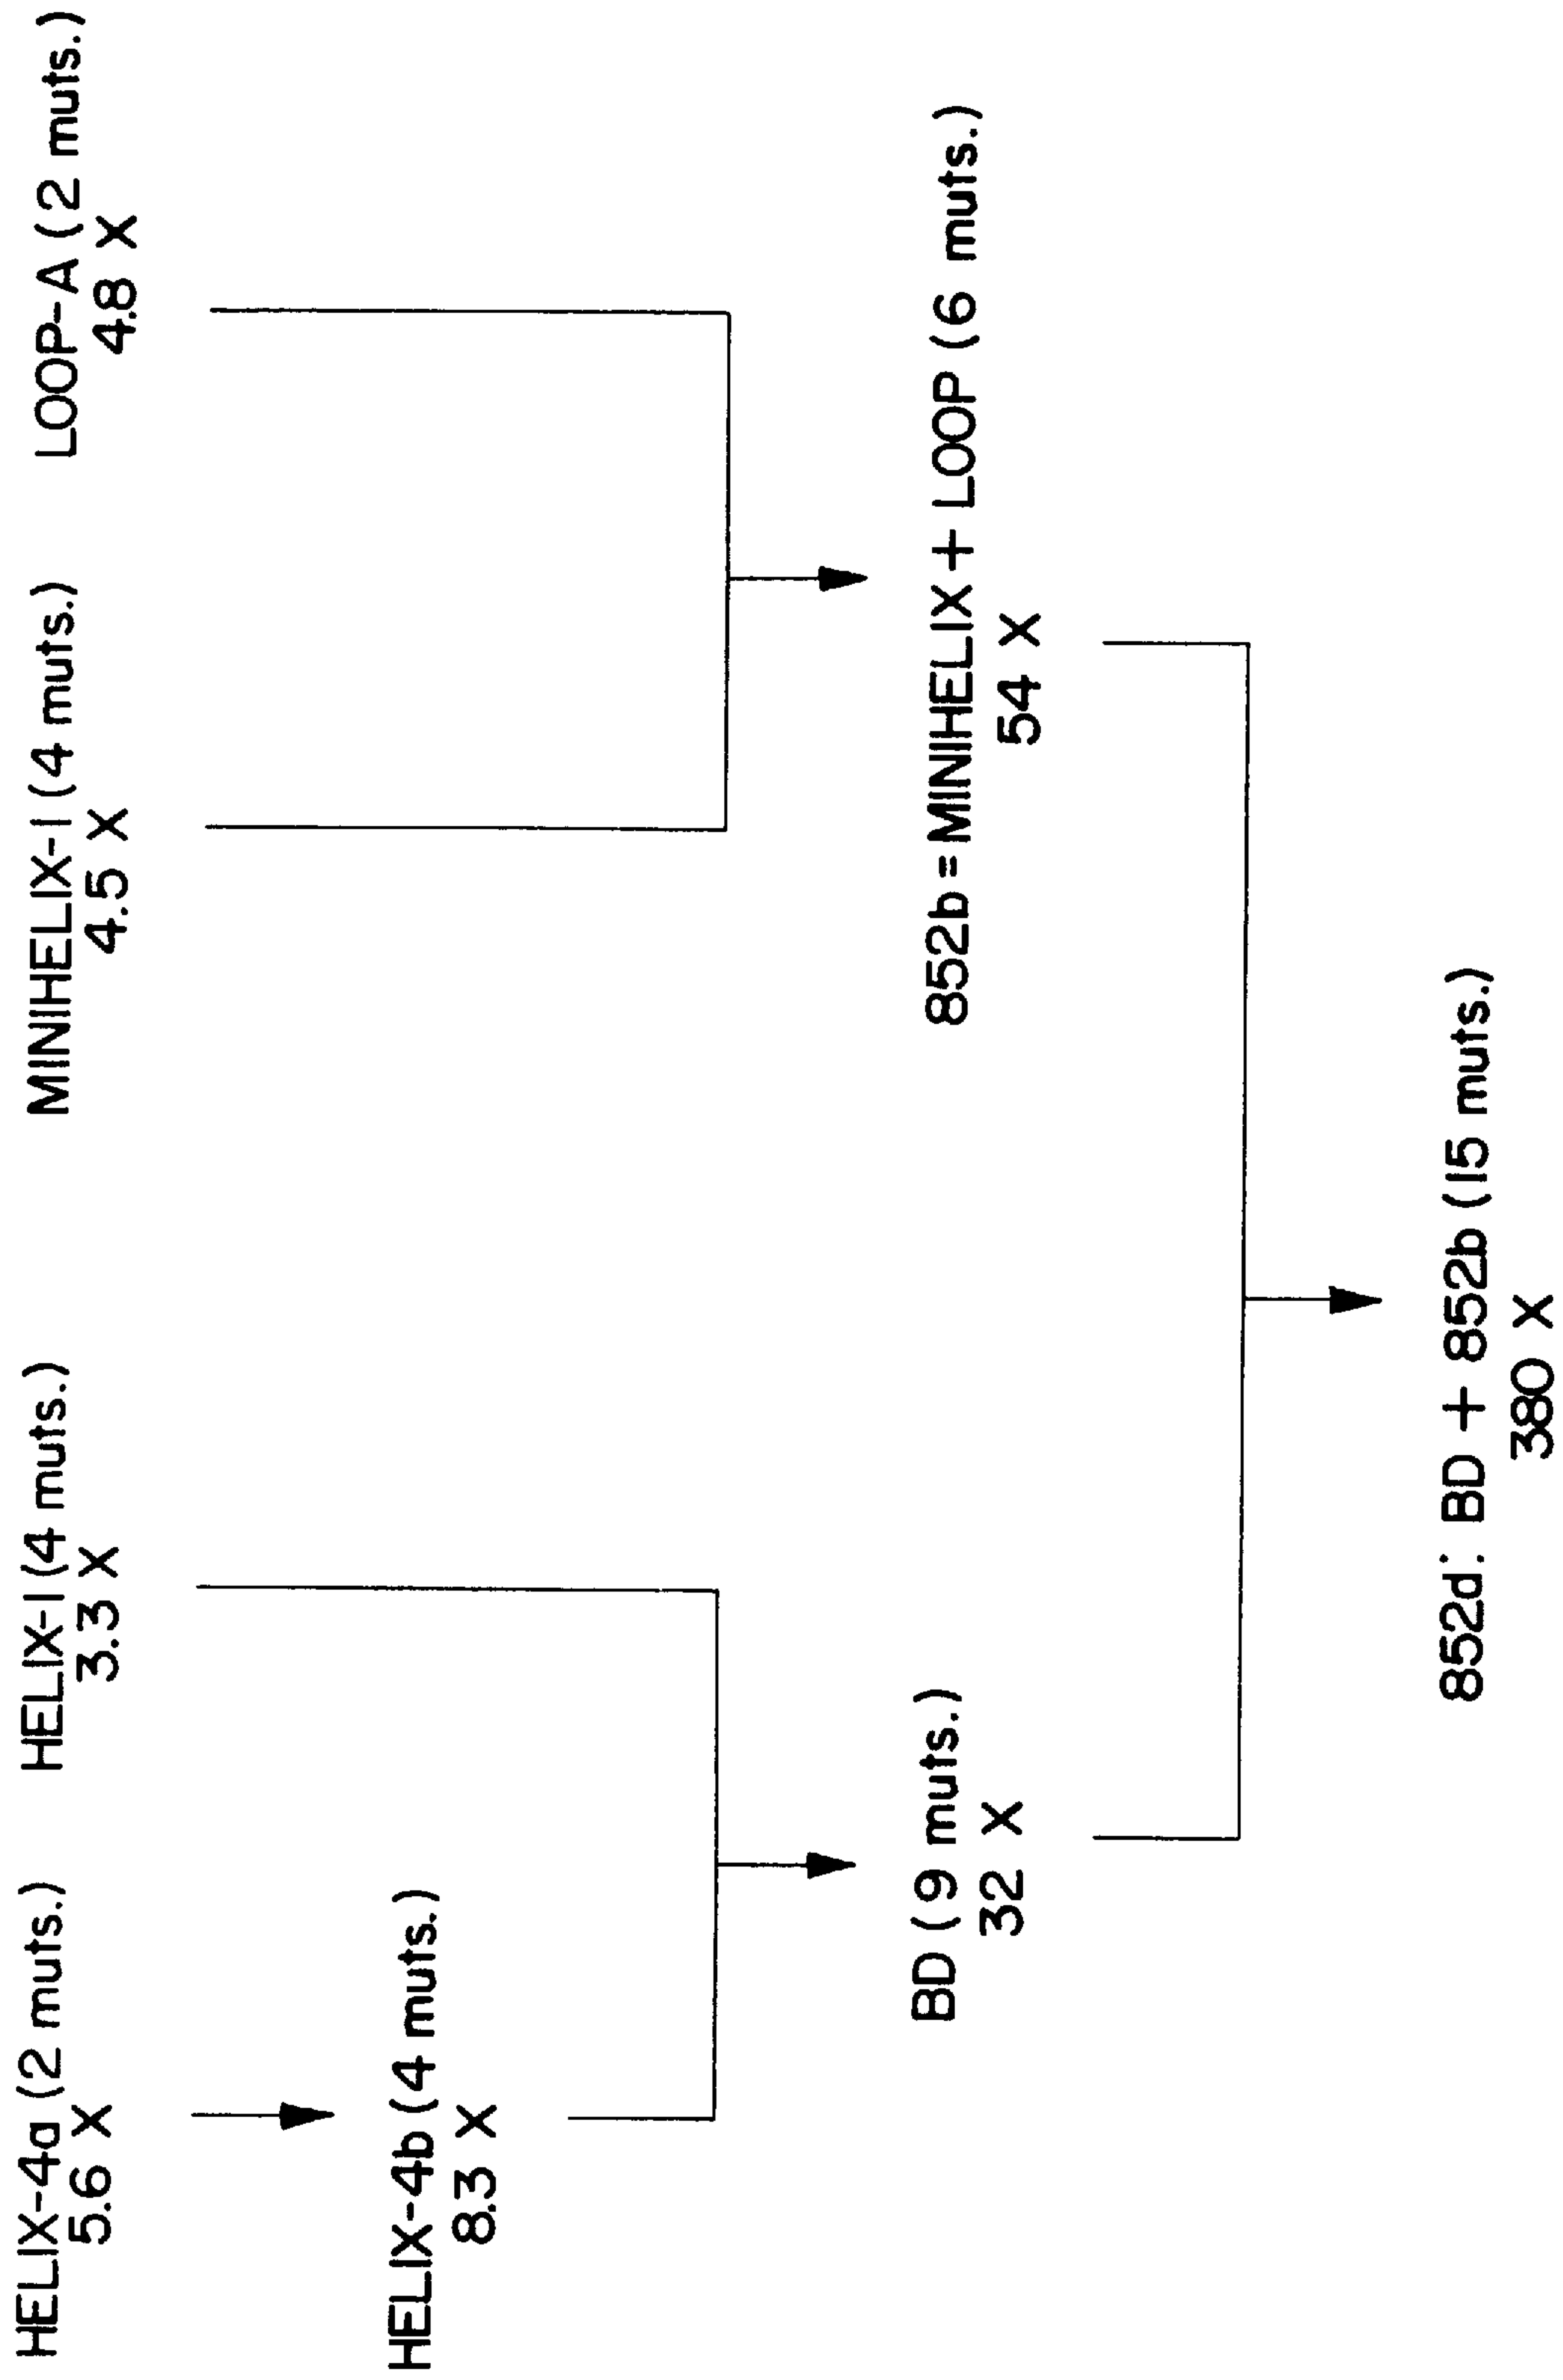 HELIX-4a (2 muts.)
5.6 X
HELIX-1 (4 muts.)
3.3 X
MINIHELIX-1 (4 muts.)
4.5 X
LOOP-A (2 muts.)
4.8 X
HELIX-4b (4 muts.)
8.3 X
BD (9 muts.)
32 X
852b = MINIHELIX + LOOP (6 muts.)
54 X
852d: BD + 852b (15 muts.)
380 X